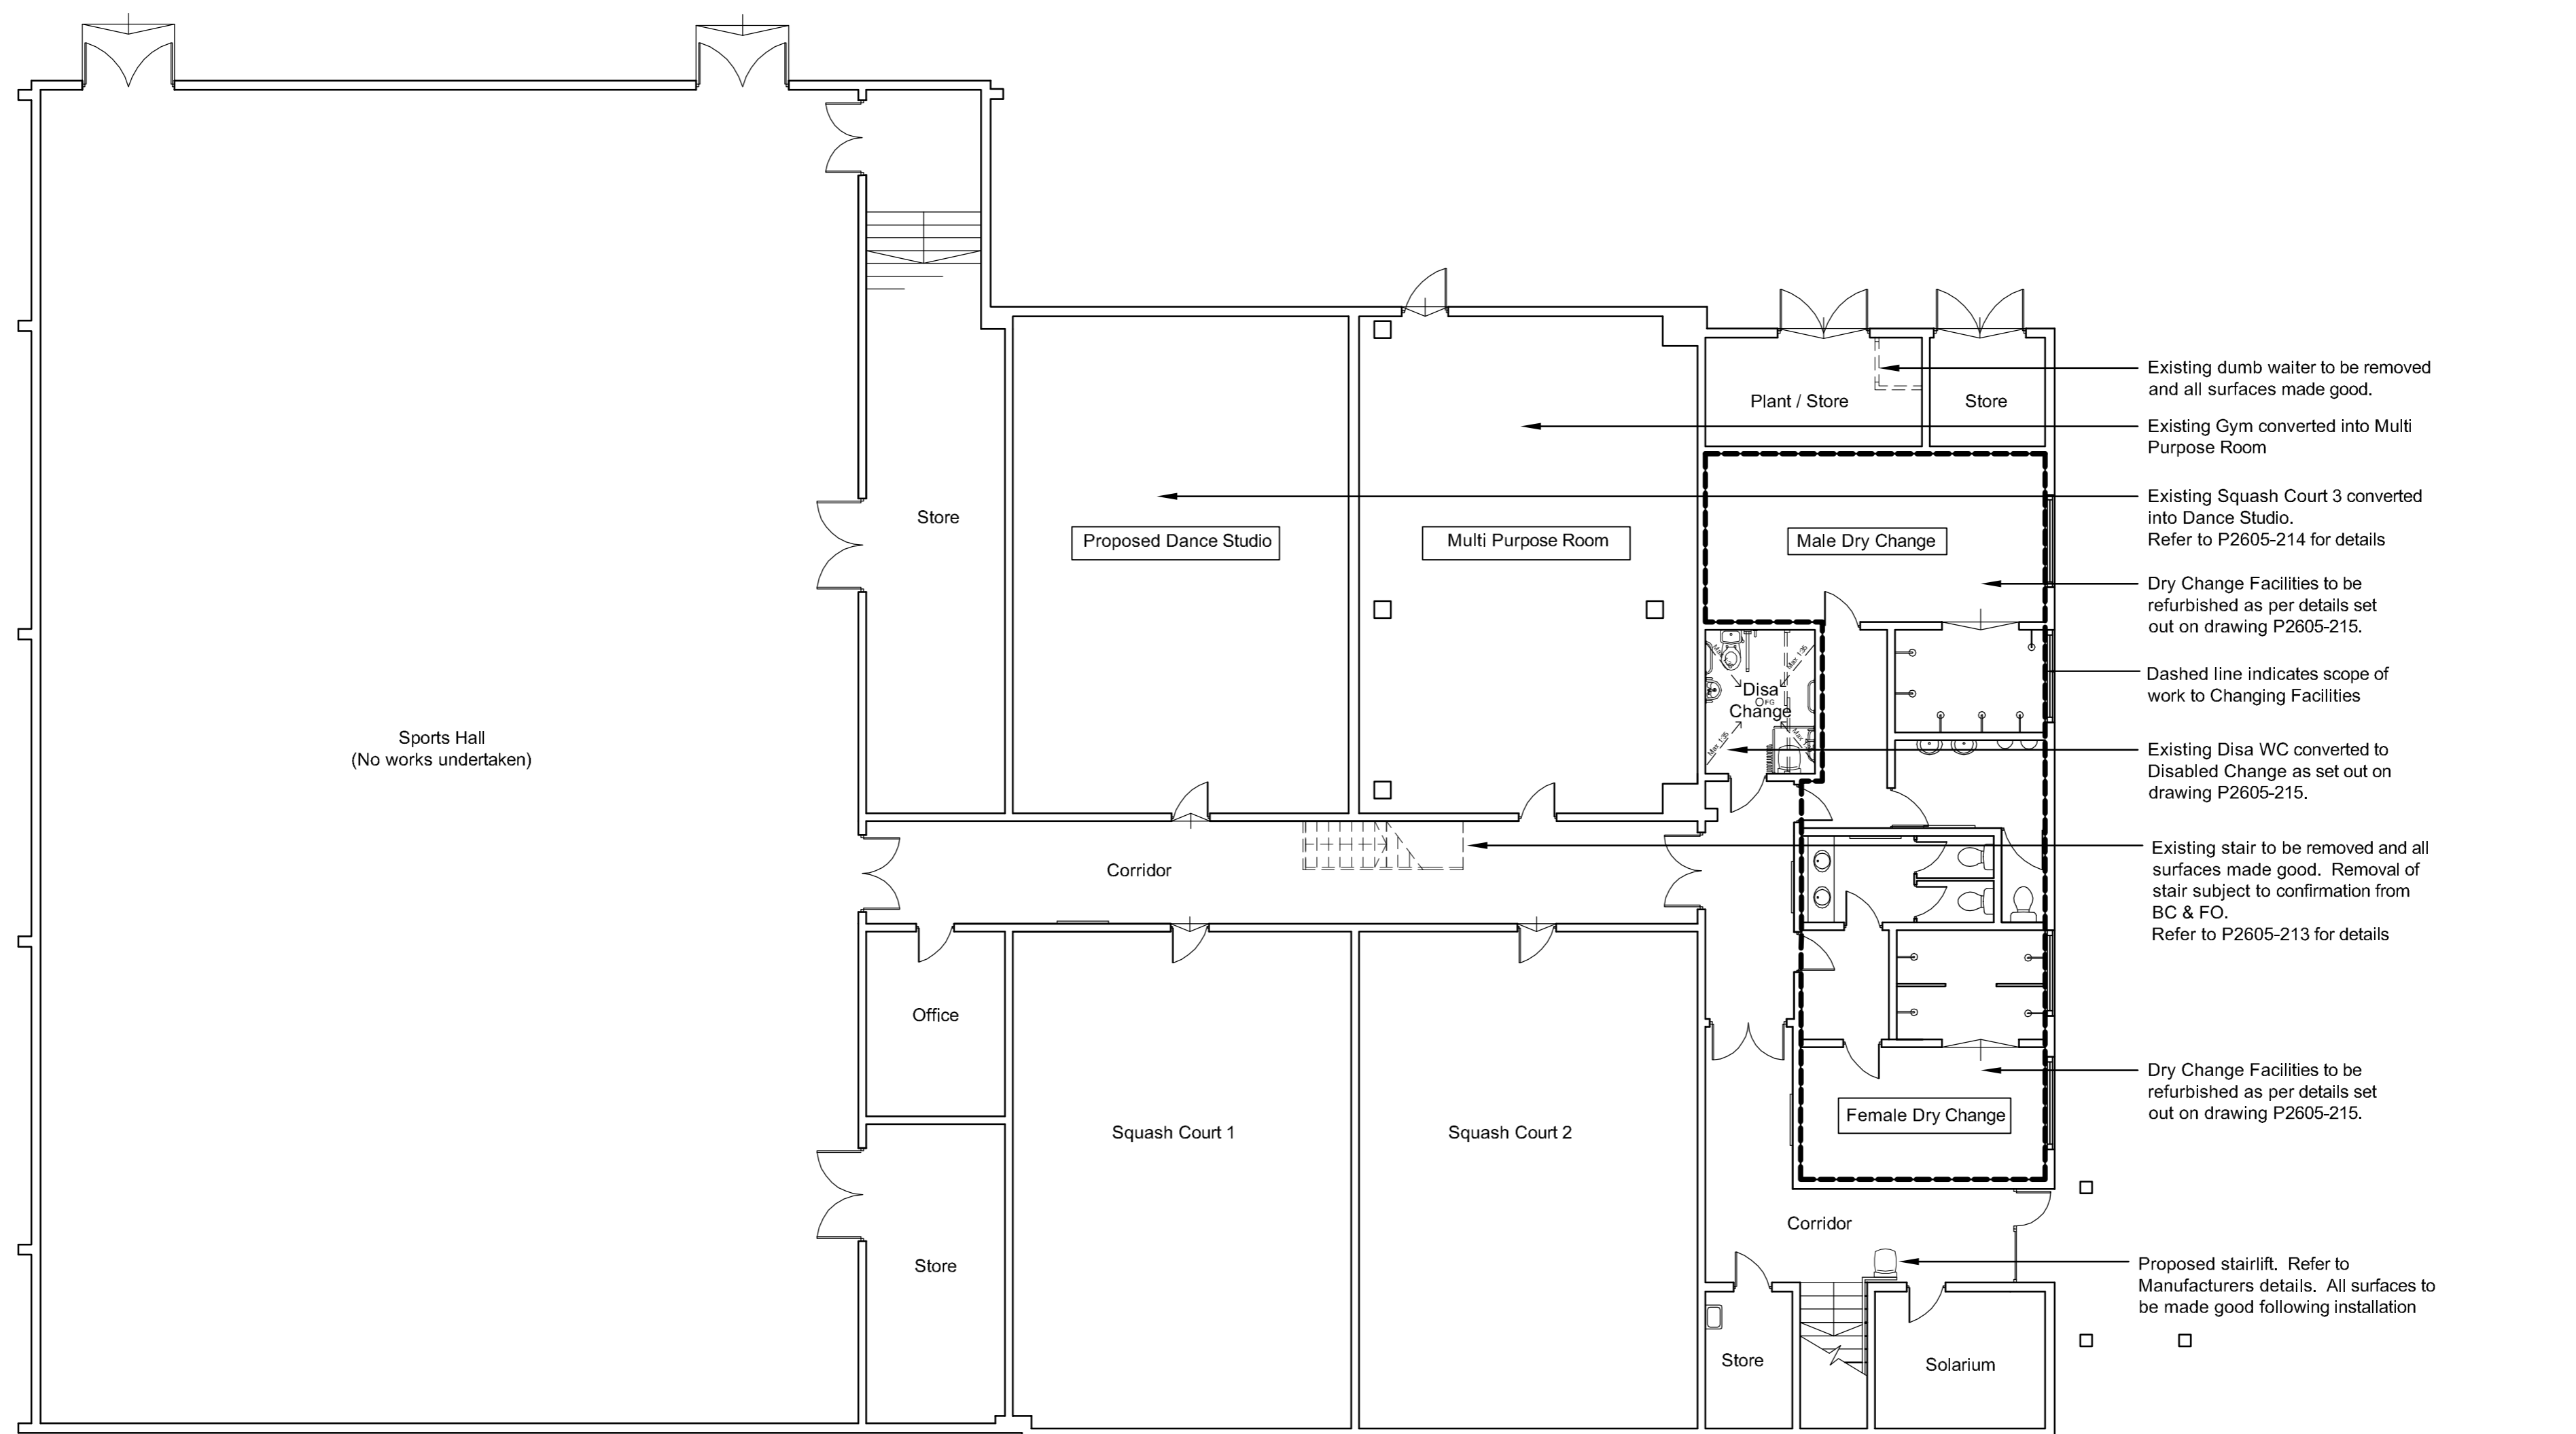 Existing dumb waiter to be removed
and all surfaces made good.
Plant / Store
Store
Existing Gym converted into Multi
Purpose Room
Existing Squash Court 3 converted
into Dance Studio.
Refer to P2605-214 for details
Store
Proposed Dance Studio
Multi Purpose Room
Male Dry Change
Dry Change Facilities to be
refurbished as per details set
out on drawing P2605-215.
Dashed line indicates scope of
work to Changing Facilities
Max 1:35
Disa
FG
Change
Max 1:35
Sports Hall
(No works undertaken)
Existing Disa WC converted to
Disabled Change as set out on
drawing P2605-215.
Corridor
Existing stair to be removed and all
surfaces made good. Removal of
stair subject to confirmation from
BC & FO.
Refer to P2605-213 for details
Office
Dry Change Facilities to be
refurbished as per details set
out on drawing P2605-215.
Female Dry Change
Squash Court 1
Squash Court 2
Corridor
Store
Proposed stairlift. Refer to
Manufacturers details. All surfaces to
be made good following installation
Store
Solarium